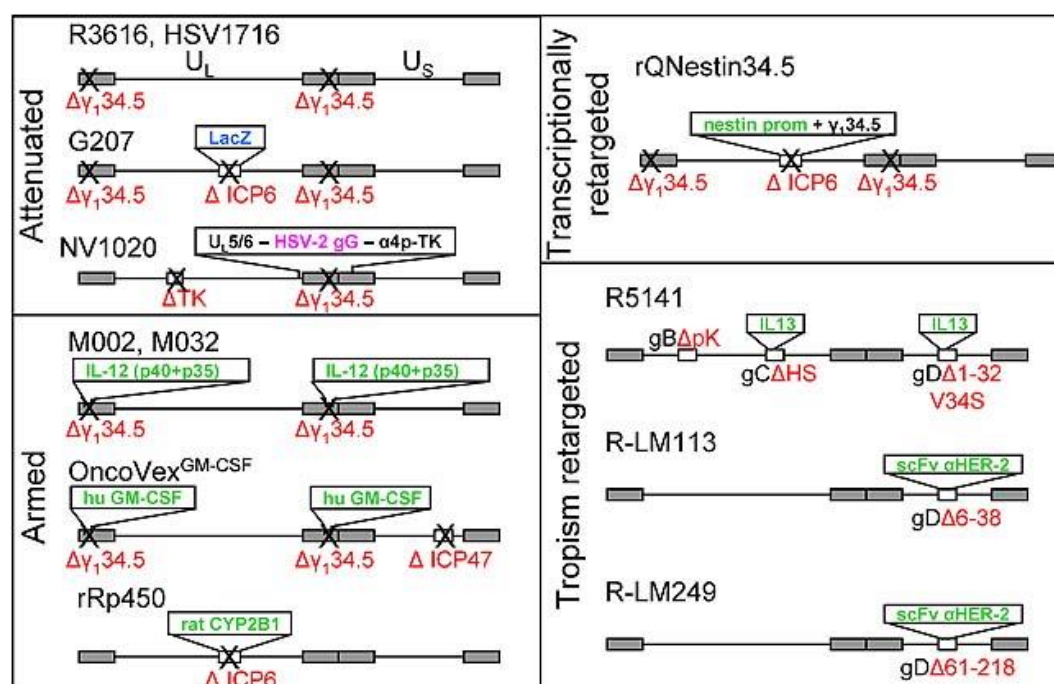 Attenuated
R3616, HSV1716
U_L U_S
Δγ₁34.5 Δγ₁34.5
G207
LacZ
Δγ₁34.5 Δ ICP6 Δγ₁34.5
NV1020
U_L5/6 – HSV-2 gG – α4p-TK
ΔTK Δγ₁34.5
Armed
M002, M032
IL-12 (p40+p35) IL-12 (p40+p35)
Δγ₁34.5 Δγ₁34.5
OncoVex^GM-CSF
hu GM-CSF hu GM-CSF
Δγ₁34.5 Δγ₁34.5 Δ ICP47
rRp450
rat CYP2B1
Δ ICP6
Transcriptionally
retargeted
rQNestin34.5
nestin prom + γ₁34.5
Δγ₁34.5 Δ ICP6 Δγ₁34.5
Tropism retargeted
R5141
IL13 IL13
gBΔpK
gCΔHS gDΔ1-32
V34S
R-LM113
scFv αHER-2
gDΔ6-38
R-LM249
scFv αHER-2
gDΔ61-218